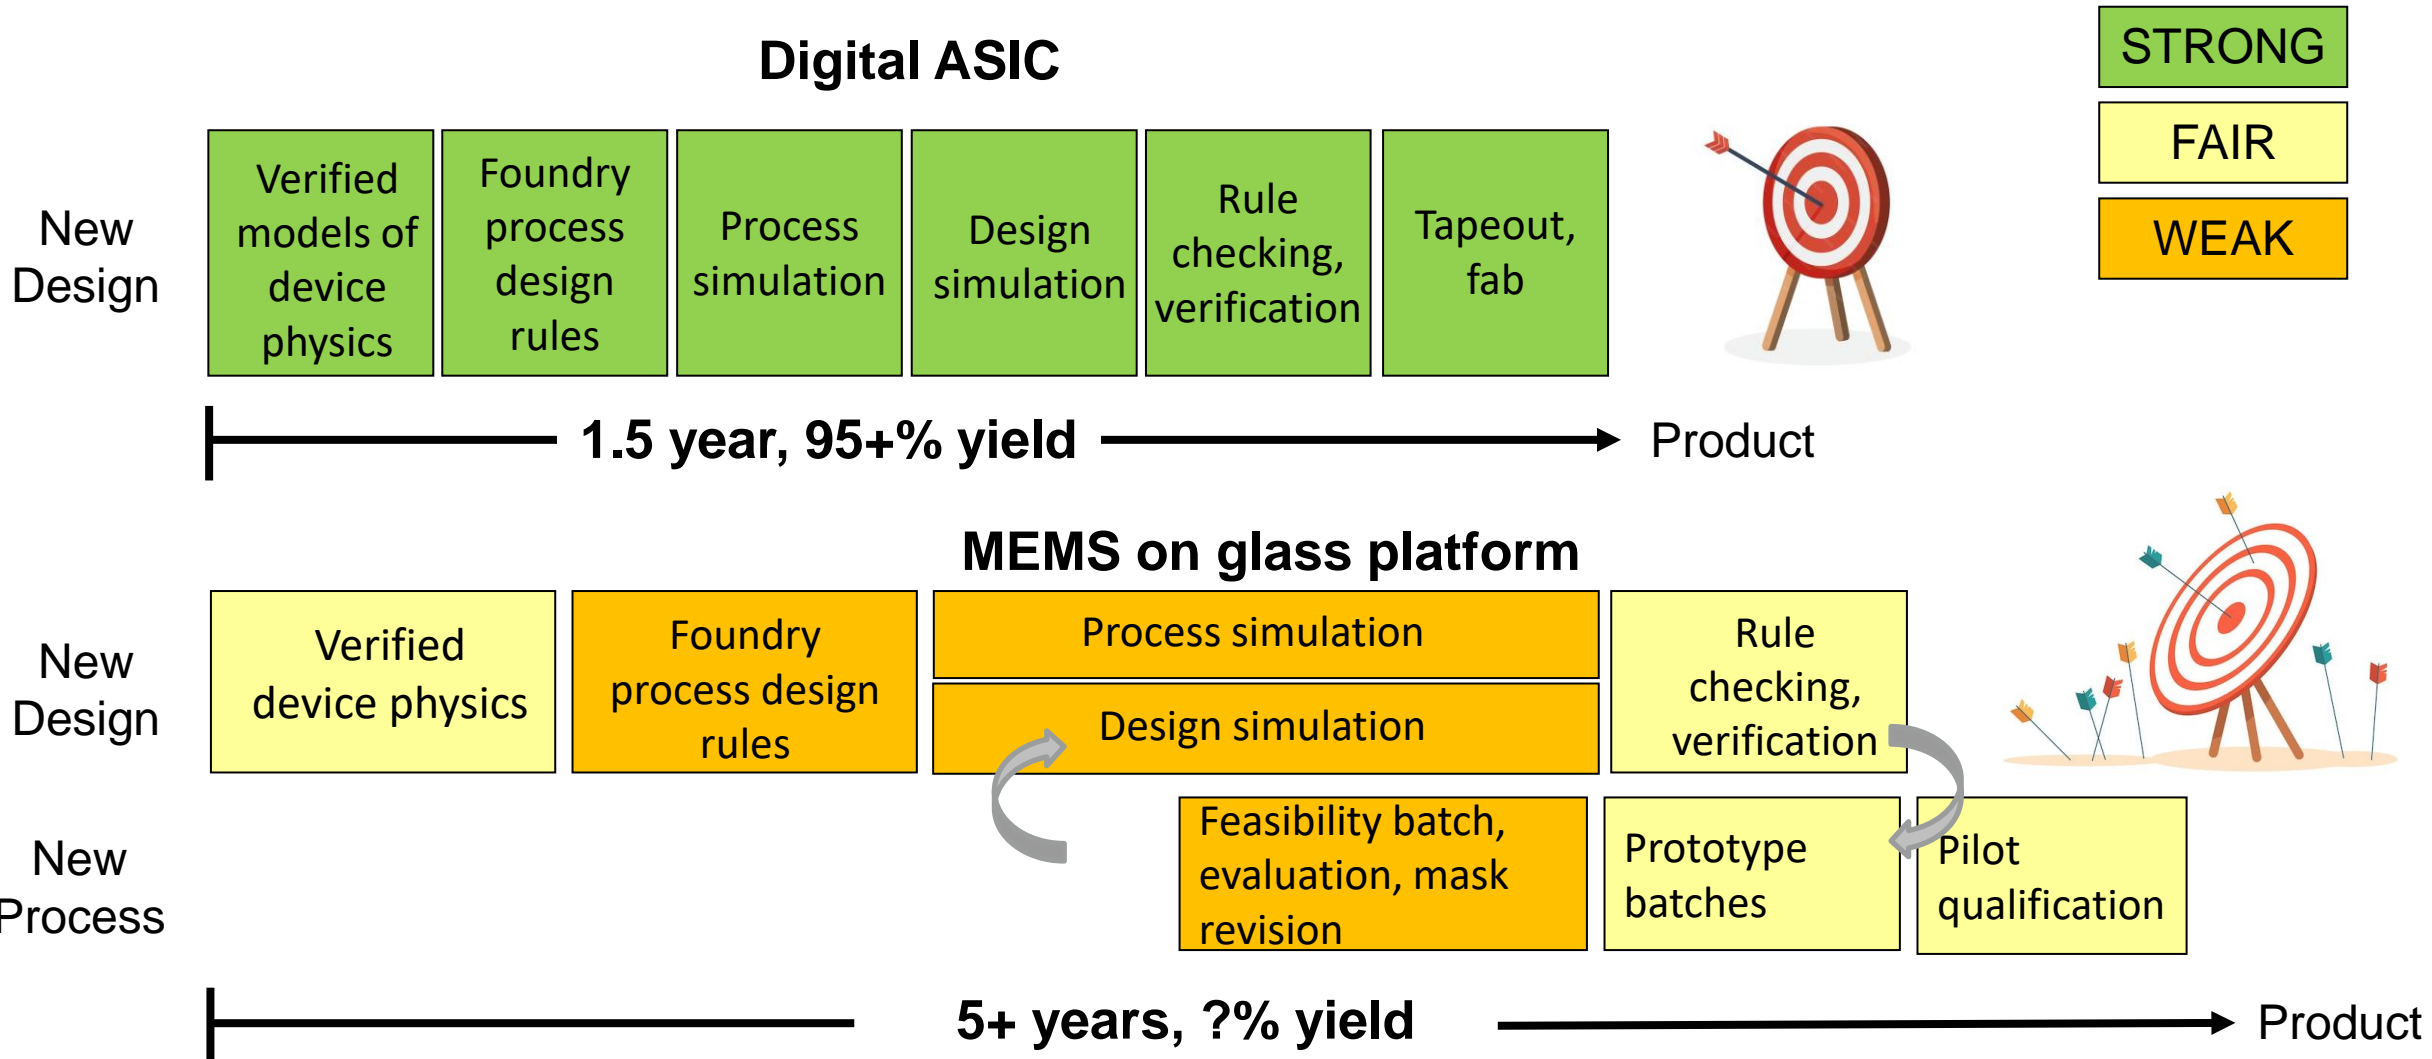 Digital ASIC
STRONG
FAIR
WEAK
New
Design
Verified
models of
device
physics
Foundry
process
design
rules
Process
simulation
Design
simulation
Rule
checking,
verification
Tapeout,
fab
1.5 year, 95+% yield
Product
MEMS on glass platform
New
Design
Verified
device physics
Foundry
process design
rules
Process simulation
Design simulation
Rule
checking,
verification
New
Process
Feasibility batch,
evaluation, mask
revision
Prototype
batches
Pilot
qualification
5+ years, ?% yield
Product